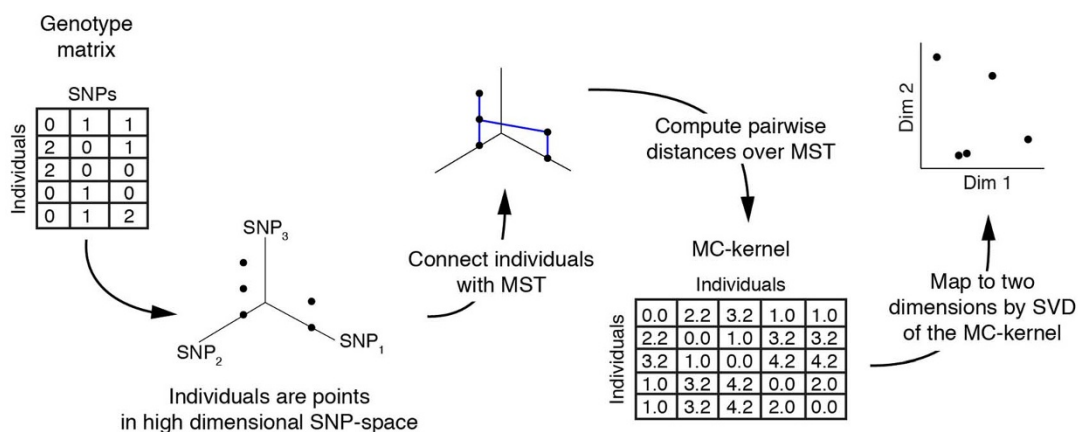 Genotype
matrix
SNPs
Individuals
0 1 1
2 0 1
2 0 0
0 1 0
0 1 2
SNP3
SNP2
SNP1
Individuals are points
in high dimensional SNP-space
Connect individuals
with MST
Compute pairwise
distances over MST
MC-kernel
Individuals
Individuals
0.0 2.2 3.2 1.0 1.0
2.2 0.0 1.0 3.2 3.2
3.2 1.0 0.0 4.2 4.2
1.0 3.2 4.2 0.0 2.0
1.0 3.2 4.2 2.0 0.0
Map to two
dimensions by SVD
of the MC-kernel
Dim 2
Dim 1